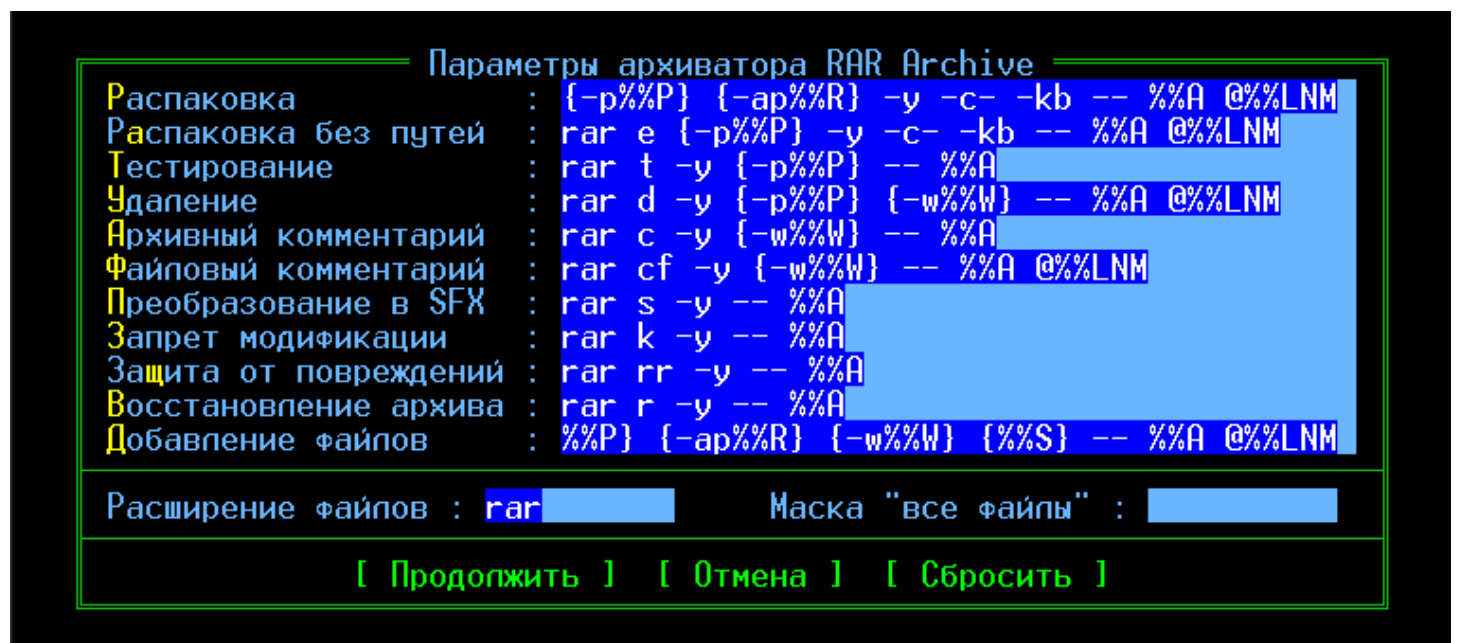 Параметры архиватора RAR Archive
Распаковка : {-p%%P} {-ap%%R} -y -c- -kb -- %%A @%%LNM
Распаковка без путей : rar e {-p%%P} -y -c- -kb -- %%A @%%LNM
Тестирование : rar t -y {-p%%P} -- %%A
Удаление : rar d -y {-p%%P} {-w%%W} -- %%A @%%LNM
Архивный комментарий : rar c -y {-w%%W} -- %%A
Файловый комментарий : rar cf -y {-w%%W} -- %%A @%%LNM
Преобразование в SFX : rar s -y -- %%A
Запрет модификации : rar k -y -- %%A
Защита от повреждений : rar rr -y -- %%A
Восстановление архива : rar r -y -- %%A
Добавление файлов : %%P} {-ap%%R} {-w%%W} {%%S} -- %%A @%%LNM
Расширение файлов : rar Маска "все файлы" :
[ Продолжить ] [ Отмена ] [ Сбросить ]